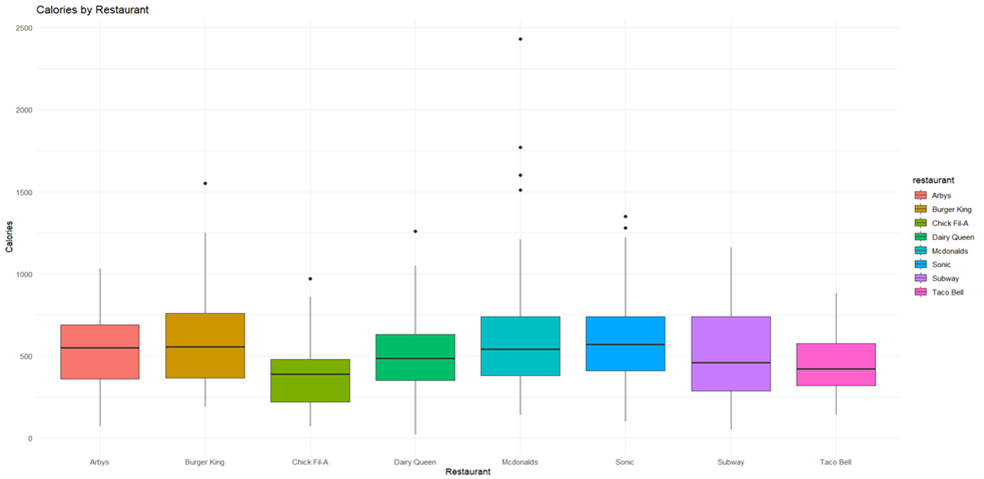 Calories by Restaurant
2500
2000
1500
1000
500
0
Calories
Arbys Burger King Chick Fil-A Dairy Queen Mcdonalds Sonic Subway Taco Bell
Restaurant
restaurant
Arbys
Burger King
Chick Fil-A
Dairy Queen
Mcdonalds
Sonic
Subway
Taco Bell